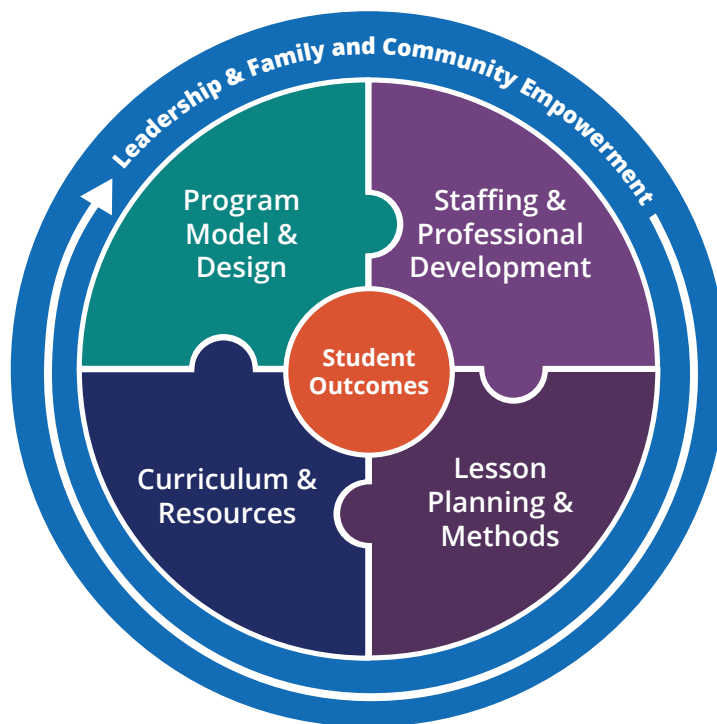 Leadership & Family and Community Empowerment
Program
Model &
Design
Staffing &
Professional
Development
Student
Outcomes
Curriculum &
Resources
Lesson
Planning &
Methods